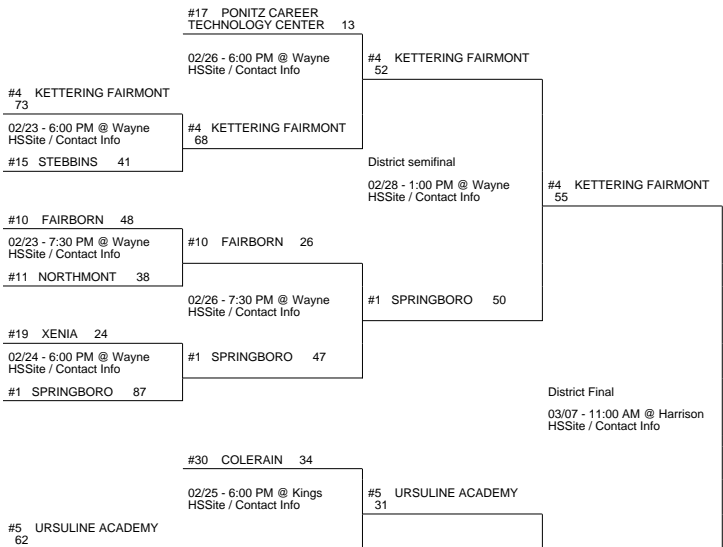 #17 PONITZ CAREER
TECHNOLOGY CENTER 13
02/26 - 6:00 PM @ Wayne
HSSite / Contact Info
#4 KETTERING FAIRMONT
52
#4 KETTERING FAIRMONT
73
02/23 - 6:00 PM @ Wayne
HSSite / Contact Info
#4 KETTERING FAIRMONT
68
#15 STEBBINS 41
District semifinal
02/28 - 1:00 PM @ Wayne
HSSite / Contact Info
#4 KETTERING FAIRMONT
55
#10 FAIRBORN 48
02/23 - 7:30 PM @ Wayne
HSSite / Contact Info
#10 FAIRBORN 26
#11 NORTHMONT 38
02/26 - 7:30 PM @ Wayne
HSSite / Contact Info
#1 SPRINGBORO 50
#19 XENIA 24
02/24 - 6:00 PM @ Wayne
HSSite / Contact Info
#1 SPRINGBORO 47
#1 SPRINGBORO 87
District Final
03/07 - 11:00 AM @ Harrison
HSSite / Contact Info
#30 COLERAIN 34
02/25 - 6:00 PM @ Kings
HSSite / Contact Info
#5 URSULINE ACADEMY
31
#5 URSULINE ACADEMY
62